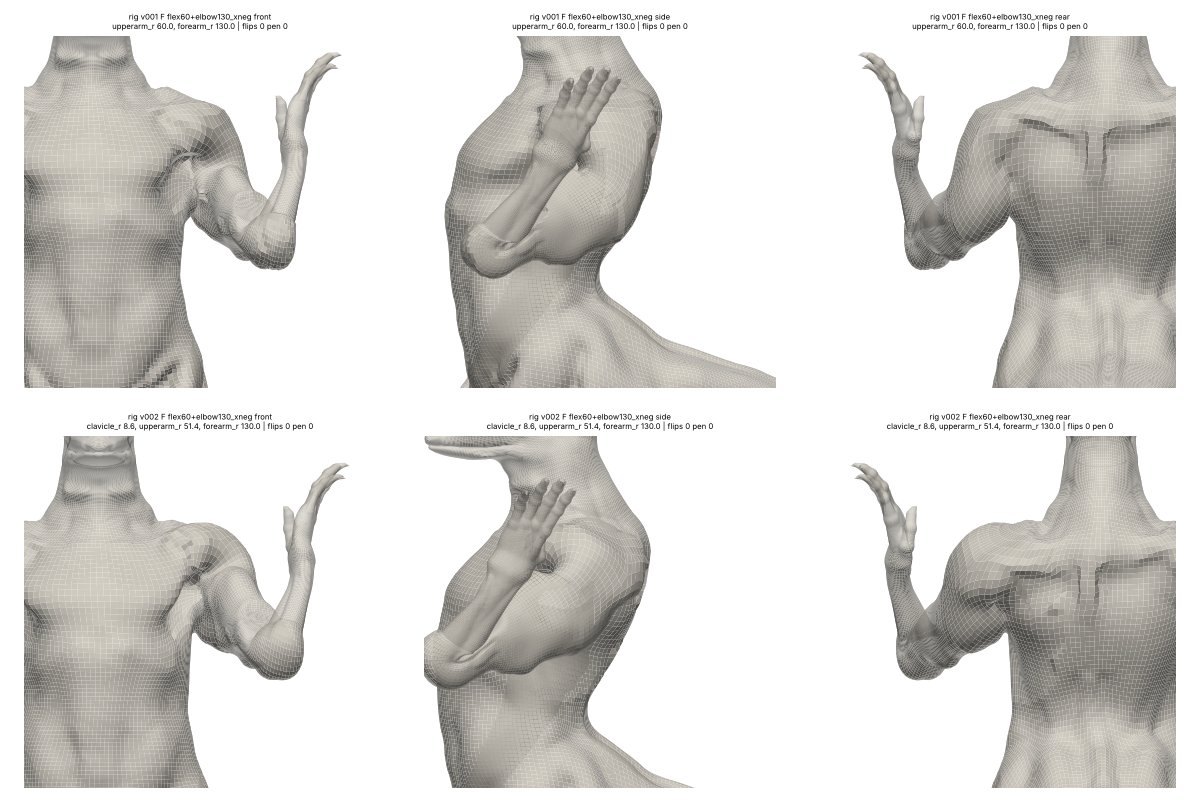 rig v001 F flex60+elbow130_xneg front
upperarm_r 60.0, forearm_r 130.0 | flips 0 pen 0
rig v001 F flex60+elbow130_xneg side
upperarm_r 60.0, forearm_r 130.0 | flips 0 pen 0
rig v001 F flex60+elbow130_xneg rear
upperarm_r 60.0, forearm_r 130.0 | flips 0 pen 0
rig v002 F flex60+elbow130_xneg front
clavicle_r 8.6, upperarm_r 51.4, forearm_r 130.0 | flips 0 pen 0
rig v002 F flex60+elbow130_xneg side
clavicle_r 8.6, upperarm_r 51.4, forearm_r 130.0 | flips 0 pen 0
rig v002 F flex60+elbow130_xneg rear
clavicle_r 8.6, upperarm_r 51.4, forearm_r 130.0 | flips 0 pen 0